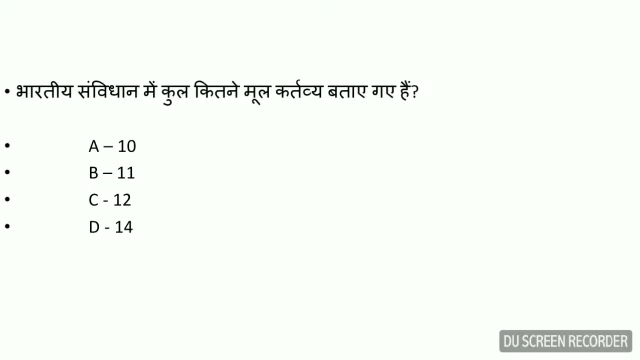 • भारतीय संविधान में कुल कितने मूल कर्तव्य बताए गए हैं?
• A – 10
• B – 11
• C - 12
• D - 14
DU SCREEN RECORDER